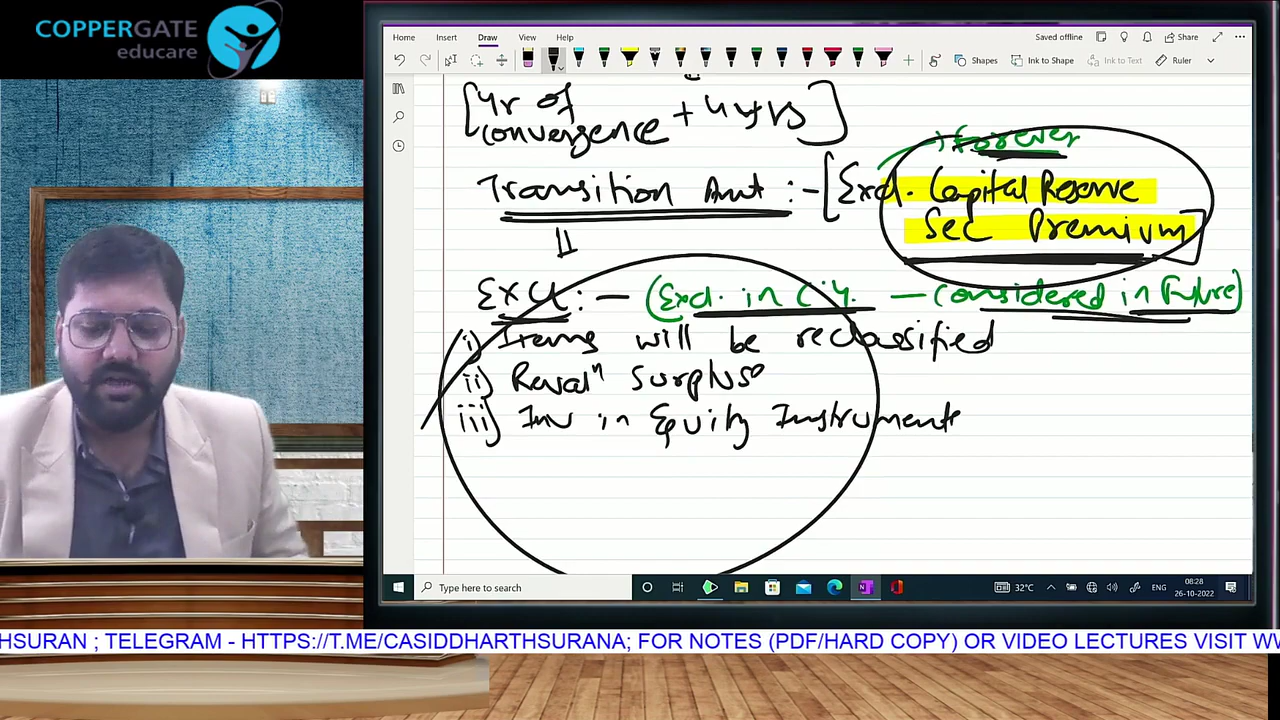 COPPERGATE
educare
Home Insert Draw View Help
Saved offline
Share
Shapes
Ink to Shape
Ink to Text
Ruler
[Yr of convergence + 4 yrs]
→ forever
Transition Amt :- [Excl. Capital Reserve
Sec Premium]
Excl: - (Excl. in C.Y. - Considered in Future)
i) Items will be reclassified
ii) Revalⁿ Surplus
iii) Inv in Equity Instruments
Type here to search
32°C
ENG
08:28
26-10-2022
HSURAN ; TELEGRAM - HTTPS://T.ME/CASIDDHARTHSURANA; FOR NOTES (PDF/HARD COPY) OR VIDEO LECTURES VISIT WW